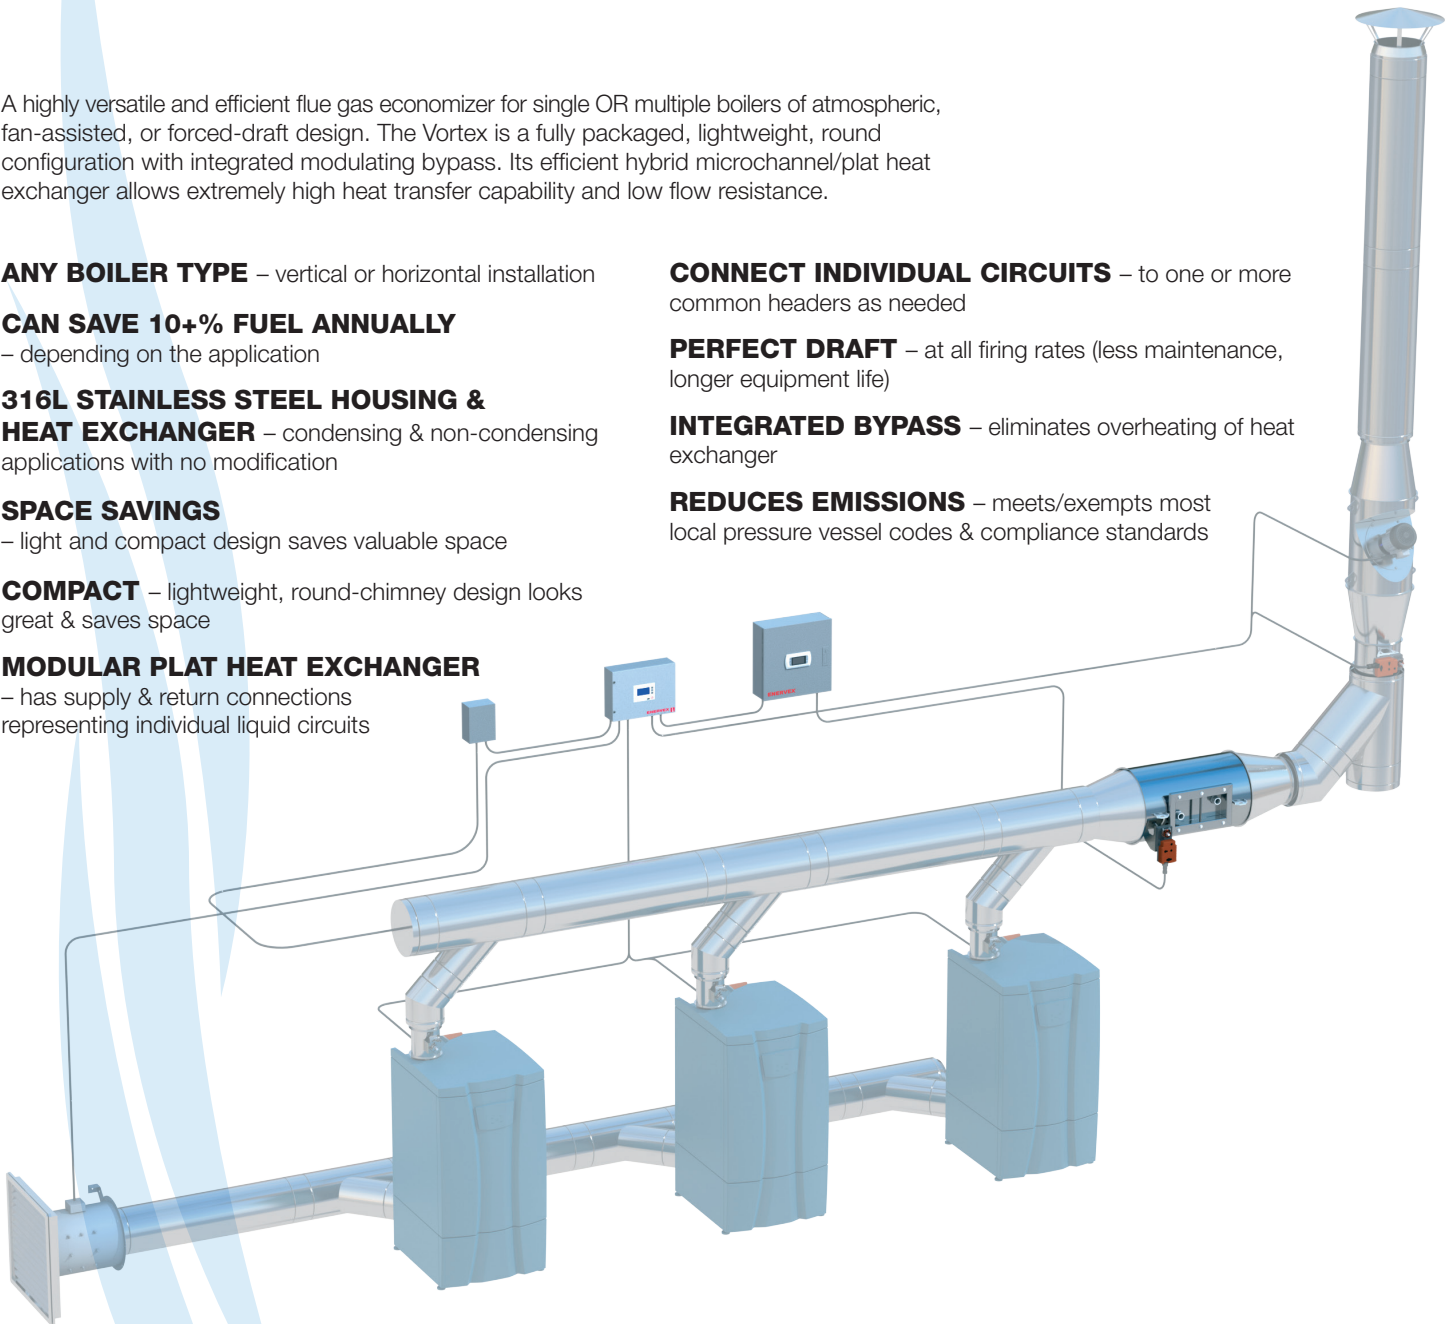 A highly versatile and efficient flue gas economizer for single OR multiple boilers of atmospheric,
fan-assisted, or forced-draft design. The Vortex is a fully packaged, lightweight, round
configuration with integrated modulating bypass. Its efficient hybrid microchannel/plat heat
exchanger allows extremely high heat transfer capability and low flow resistance.
ANY BOILER TYPE – vertical or horizontal installation
CAN SAVE 10+% FUEL ANNUALLY
– depending on the application
316L STAINLESS STEEL HOUSING &
HEAT EXCHANGER – condensing & non-condensing
applications with no modification
SPACE SAVINGS
– light and compact design saves valuable space
COMPACT – lightweight, round-chimney design looks
great & saves space
MODULAR PLAT HEAT EXCHANGER
– has supply & return connections
representing individual liquid circuits
CONNECT INDIVIDUAL CIRCUITS – to one or more
common headers as needed
PERFECT DRAFT – at all firing rates (less maintenance,
longer equipment life)
INTEGRATED BYPASS – eliminates overheating of heat
exchanger
REDUCES EMISSIONS – meets/exempts most
local pressure vessel codes & compliance standards
ENERVEX
ENERVEX